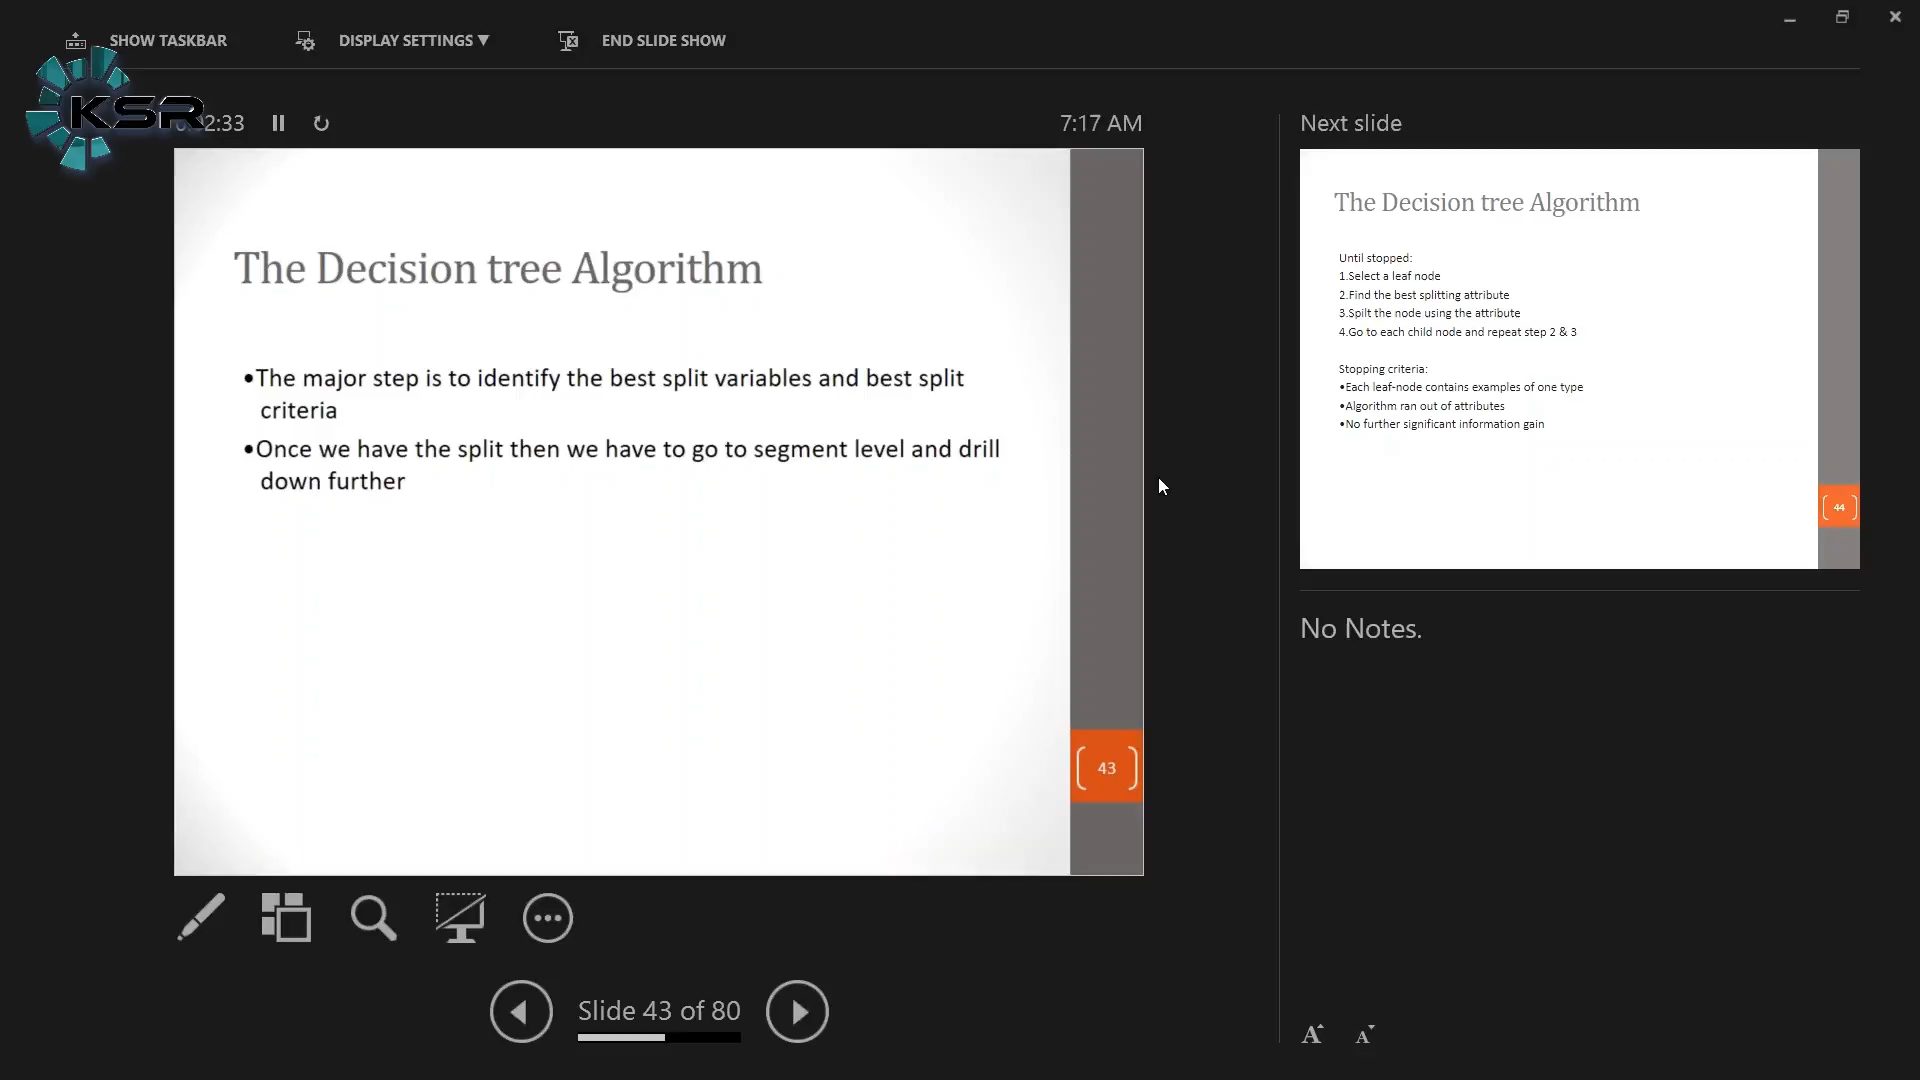 SHOW TASKBAR
DISPLAY SETTINGS ▼
END SLIDE SHOW
KSR
2:33
7:17 AM
The Decision tree Algorithm
•The major step is to identify the best split variables and best split
criteria
•Once we have the split then we have to go to segment level and drill
down further
43
Slide 43 of 80
Next slide
The Decision tree Algorithm
Until stopped:
1.Select a leaf node
2.Find the best splitting attribute
3.Spilt the node using the attribute
4.Go to each child node and repeat step 2 & 3
Stopping criteria:
•Each leaf-node contains examples of one type
•Algorithm ran out of attributes
•No further significant information gain
44
No Notes.
A A